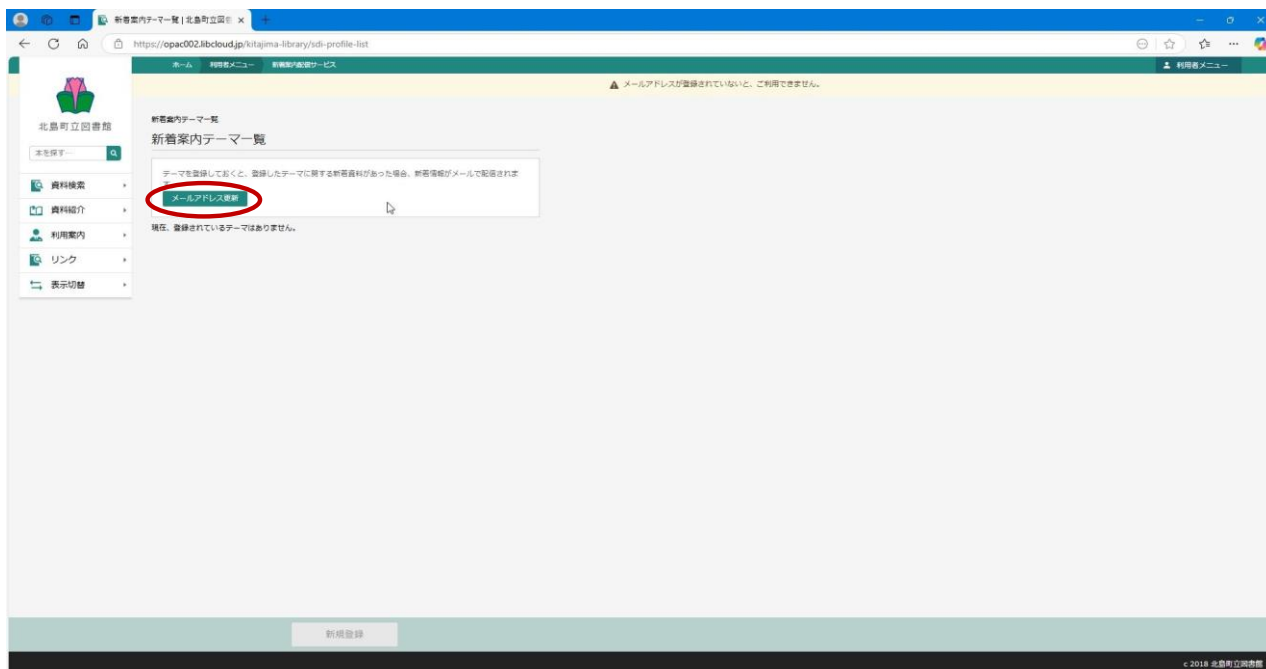 新着案内テーマ一覧 | 北島町立図
https://opac002.libcloud.jp/kitajima-library/sdi-profile-list
ホーム 利用者メニュー 新着案内配信サービス
利用者メニュー
メールアドレスが登録されていないと、ご利用できません。
北島町立図書館
本を探す…
資料検索
資料紹介
利用案内
リンク
表示切替
新着案内テーマ一覧
新着案内テーマ一覧
テーマを登録しておくと、登録したテーマに関する新着資料があった場合、新着情報がメールで配信されま
メールアドレス更新
現在、登録されているテーマはありません。
新規登録
c 2018 北島町立図書館